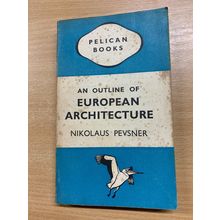 PELICAN
BOOKS
AN OUTLINE OF
EUROPEAN
ARCHITECTURE
NIKOLAUS PEVSNER